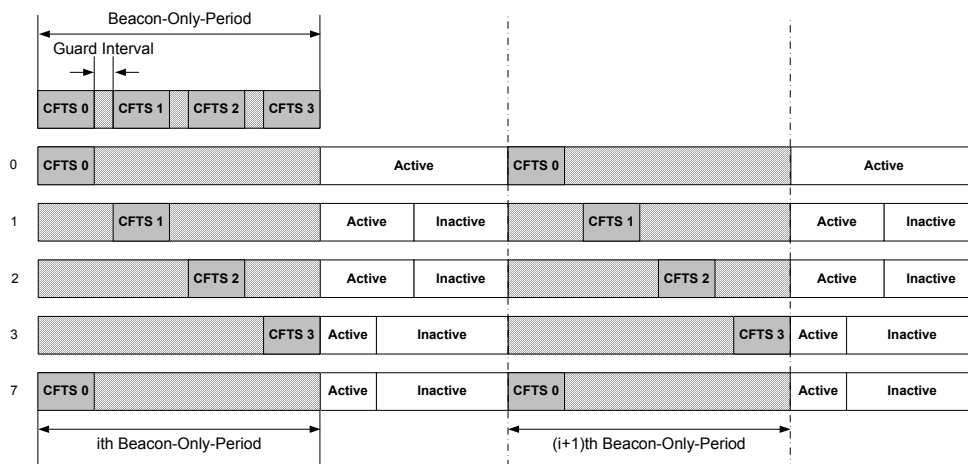 Beacon-Only-Period
Guard Interval
CFTS 0 CFTS 1 CFTS 2 CFTS 3
0 CFTS 0 Active CFTS 0 Active
1 CFTS 1 Active Inactive CFTS 1 Active Inactive
2 CFTS 2 Active Inactive CFTS 2 Active Inactive
3 CFTS 3 Active Inactive CFTS 3 Active Inactive
7 CFTS 0 Active Inactive CFTS 0 Active Inactive
ith Beacon-Only-Period (i+1)th Beacon-Only-Period